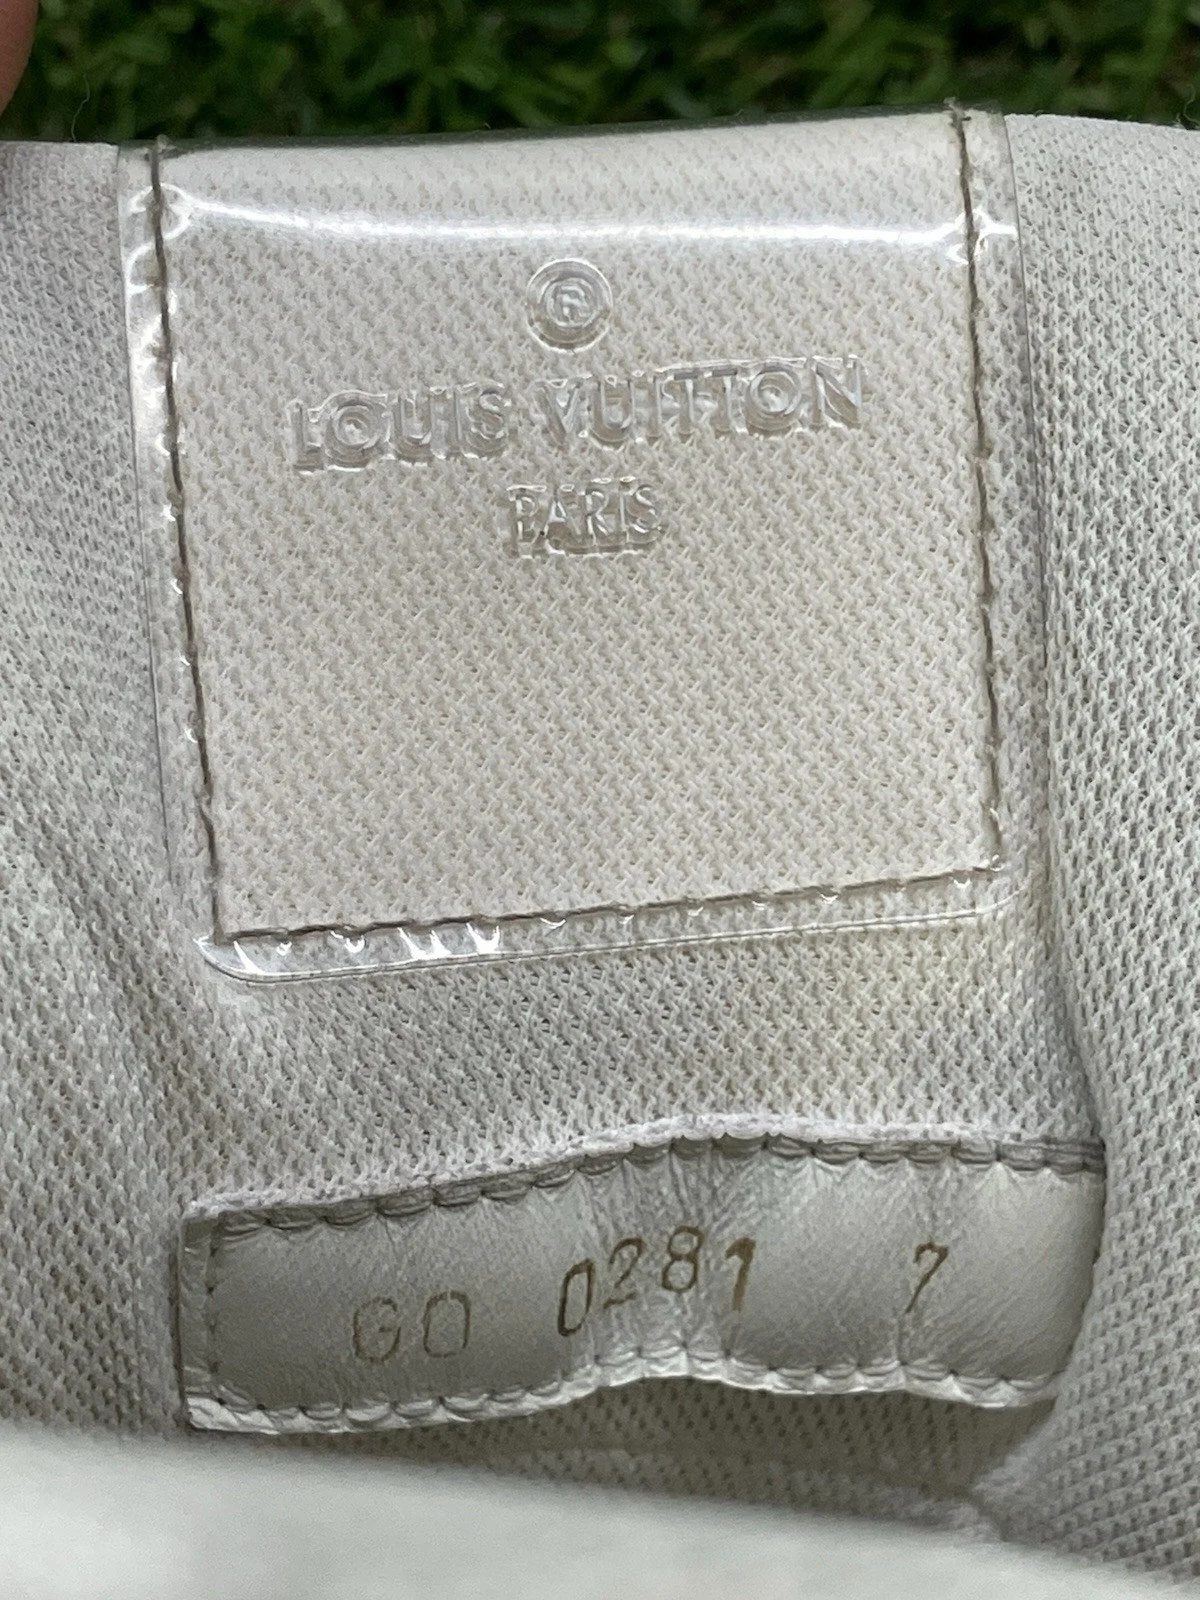 ®
LOUIS VUITTON
PARIS
GO 0281 7